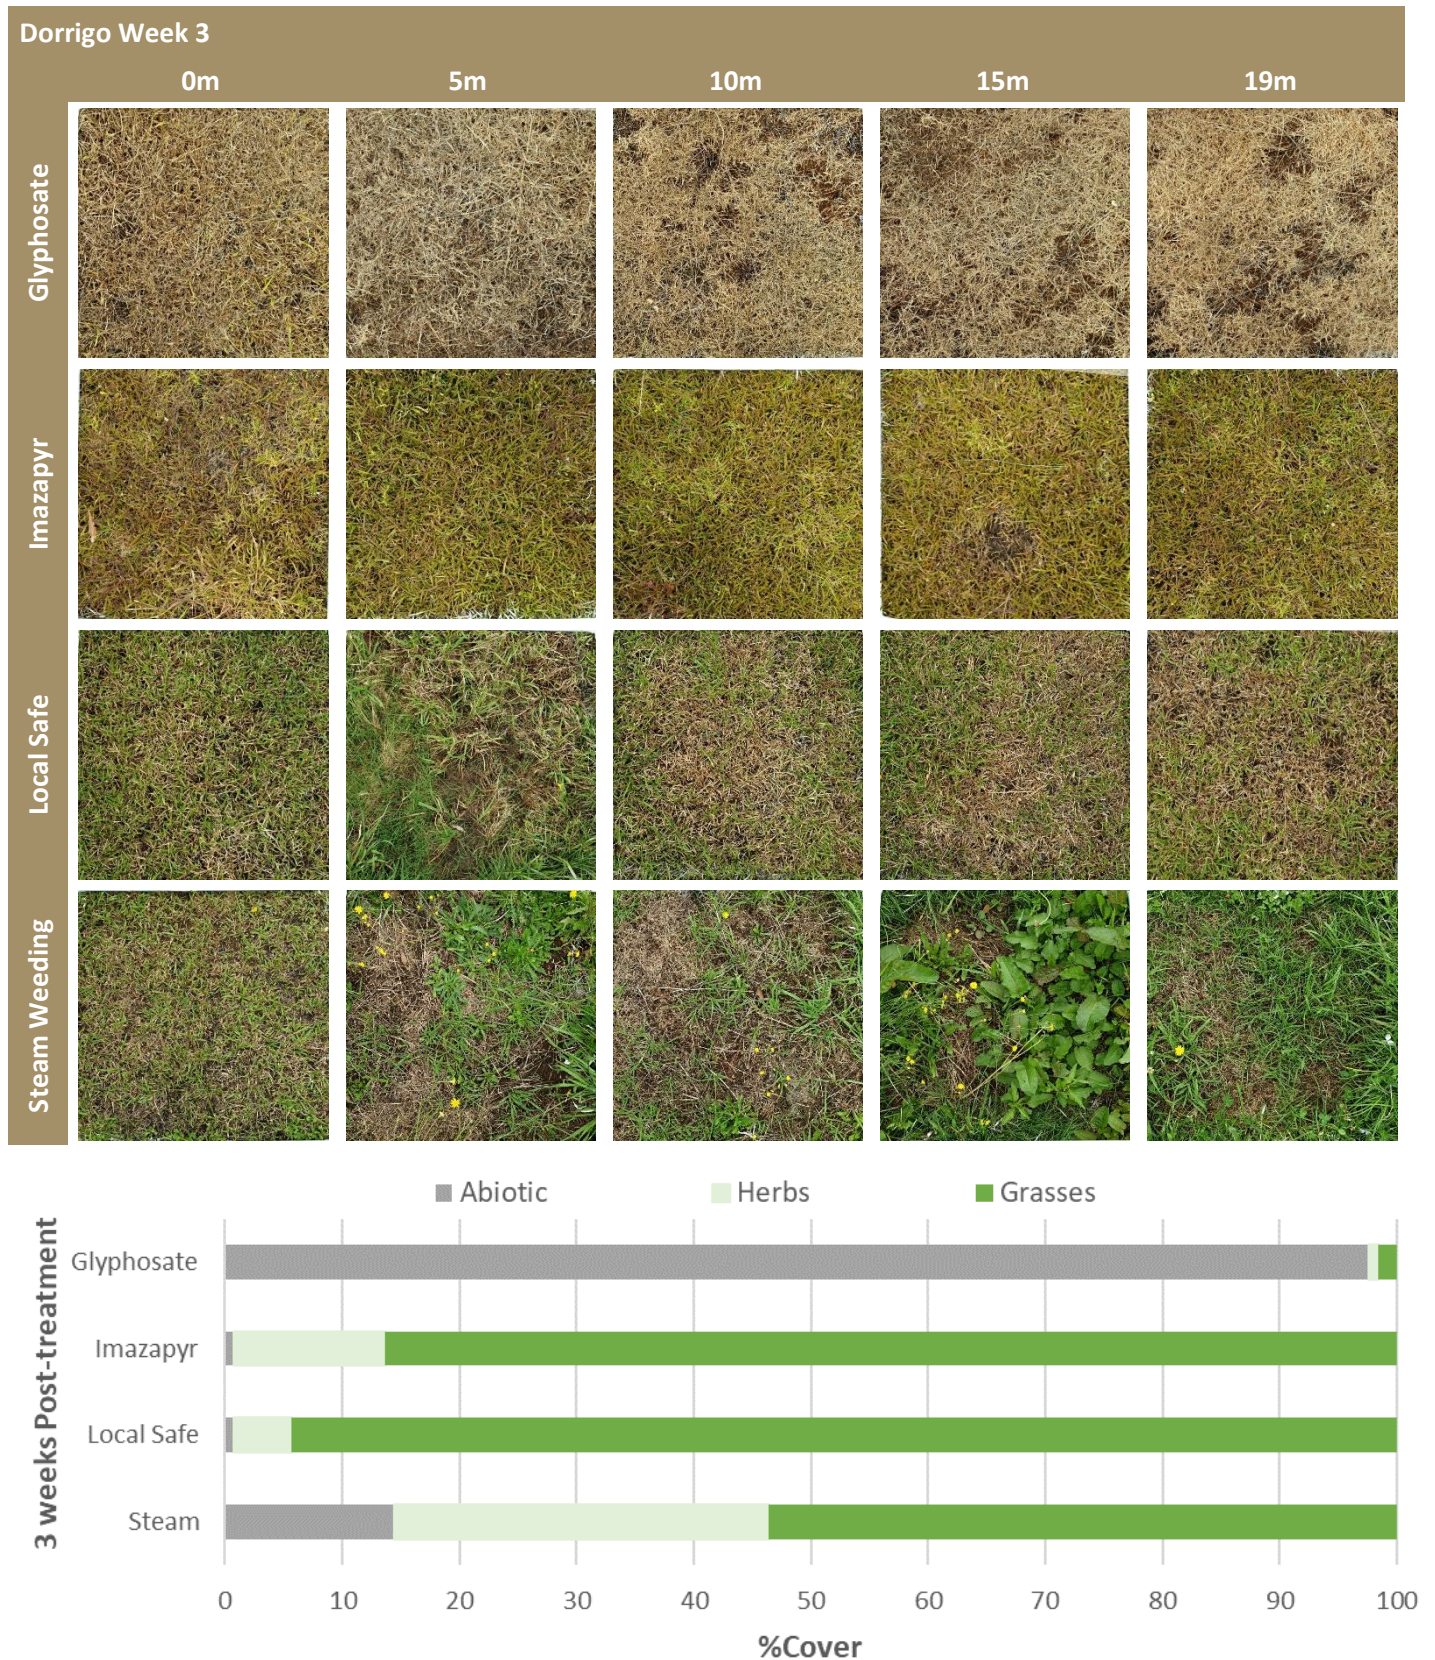 Dorrigo Week 3
0m 5m 10m 15m 19m
Glyphosate
Imazapyr
Local Safe
Steam Weeding
Abiotic Herbs Grasses
3 weeks Post-treatment
Glyphosate
Imazapyr
Local Safe
Steam
0 10 20 30 40 50 60 70 80 90 100
%Cover